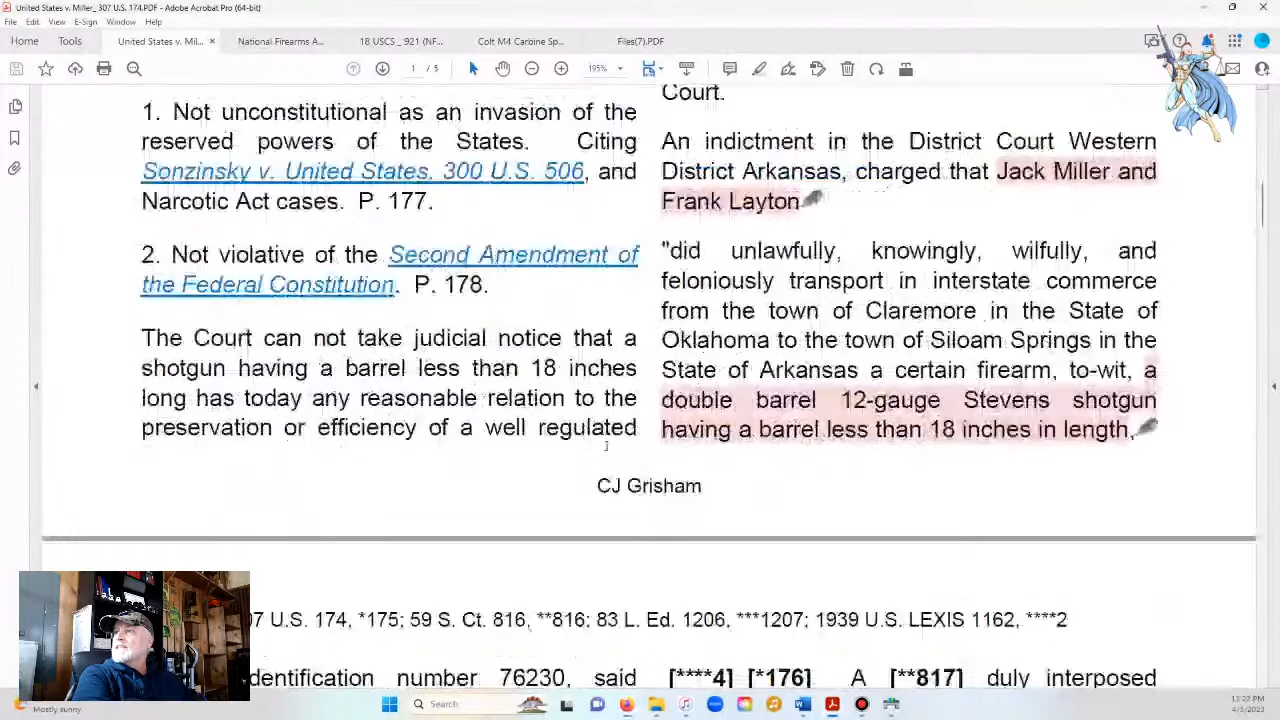 United States v. Miller_ 307 U.S. 174.PDF - Adobe Acrobat Pro (64-bit)
File Edit View E-Sign Window Help
Home Tools United States v. Mil... × National Firearms A... 18 USCS _ 921 (NF... Colt M4 Carbine Sp... Files(7).PDF
1 / 5 195%
1. Not unconstitutional as an invasion of the
reserved powers of the States. Citing
Sonzinsky v. United States, 300 U.S. 506, and
Narcotic Act cases. P. 177.
2. Not violative of the Second Amendment of
the Federal Constitution. P. 178.
The Court can not take judicial notice that a
shotgun having a barrel less than 18 inches
long has today any reasonable relation to the
preservation or efficiency of a well regulated
Court.
An indictment in the District Court Western
District Arkansas, charged that Jack Miller and
Frank Layton
"did unlawfully, knowingly, wilfully, and
feloniously transport in interstate commerce
from the town of Claremore in the State of
Oklahoma to the town of Siloam Springs in the
State of Arkansas a certain firearm, to-wit, a
double barrel 12-gauge Stevens shotgun
having a barrel less than 18 inches in length,
CJ Grisham
07 U.S. 174, *175; 59 S. Ct. 816, **816; 83 L. Ed. 1206, ***1207; 1939 U.S. LEXIS 1162, ****2
identification number 76230, said
[****4] [*176] A [**817] duly interposed
Mostly sunny
Search
12:22 PM
4/5/2023